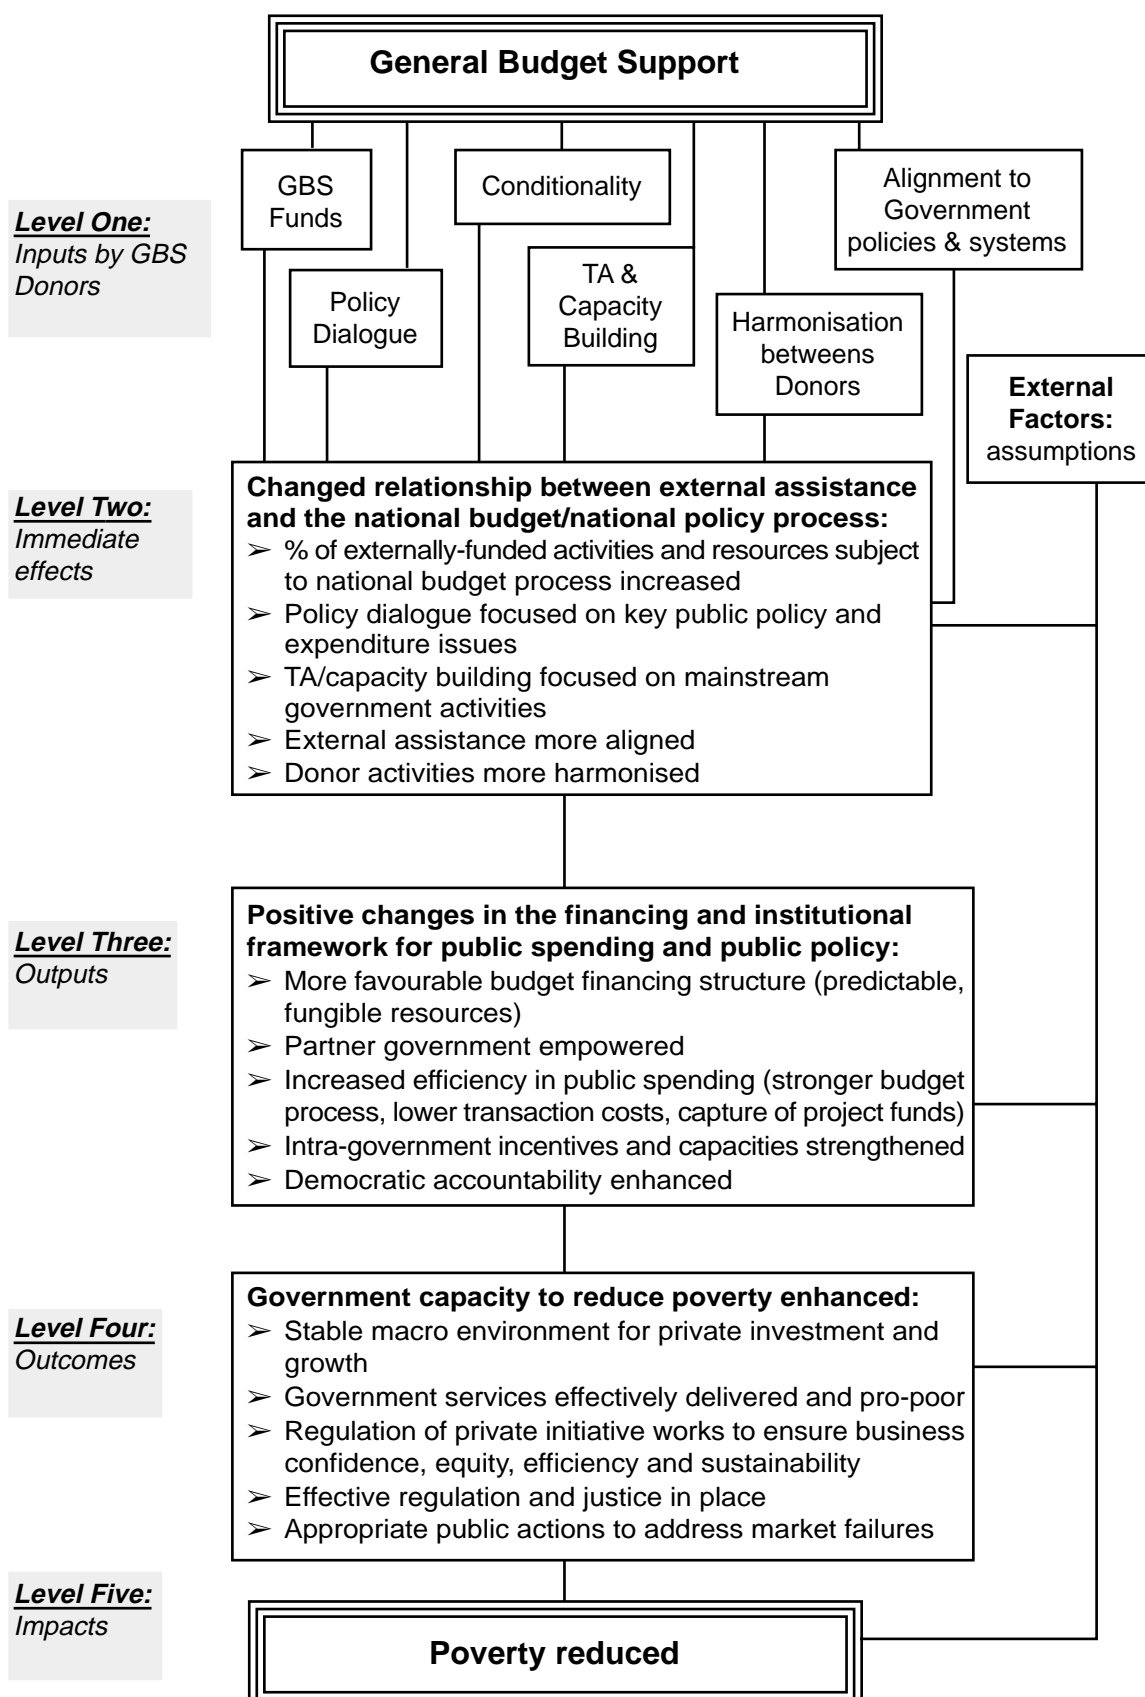 General Budget Support
GBS
Funds
Conditionality
Alignment to
Government
policies & systems
Level One:
Inputs by GBS
Donors
Policy
Dialogue
TA &
Capacity
Building
Harmonisation
betweens
Donors
External
Factors:
assumptions
Level Two:
Immediate
effects
Changed relationship between external assistance
and the national budget/national policy process:
➢ % of externally-funded activities and resources subject
to national budget process increased
➢ Policy dialogue focused on key public policy and
expenditure issues
➢ TA/capacity building focused on mainstream
government activities
➢ External assistance more aligned
➢ Donor activities more harmonised
Level Three:
Outputs
Positive changes in the financing and institutional
framework for public spending and public policy:
➢ More favourable budget financing structure (predictable,
fungible resources)
➢ Partner government empowered
➢ Increased efficiency in public spending (stronger budget
process, lower transaction costs, capture of project funds)
➢ Intra-government incentives and capacities strengthened
➢ Democratic accountability enhanced
Level Four:
Outcomes
Government capacity to reduce poverty enhanced:
➢ Stable macro environment for private investment and
growth
➢ Government services effectively delivered and pro-poor
➢ Regulation of private initiative works to ensure business
confidence, equity, efficiency and sustainability
➢ Effective regulation and justice in place
➢ Appropriate public actions to address market failures
Level Five:
Impacts
Poverty reduced